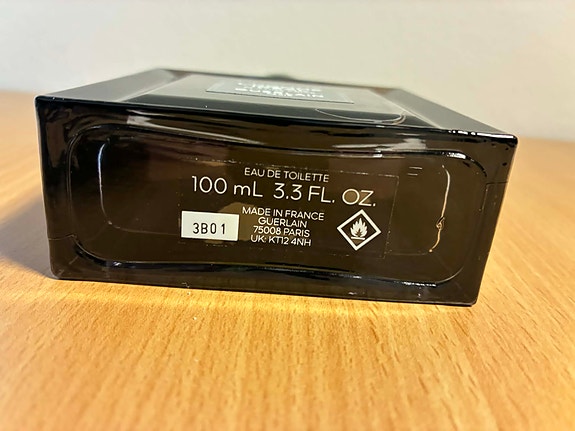 GUERLAIN
EAU DE TOILETTE
100 mL 3.3 FL. OZ.
MADE IN FRANCE
GUERLAIN
75008 PARIS
UK: KT12 4NH
3B01